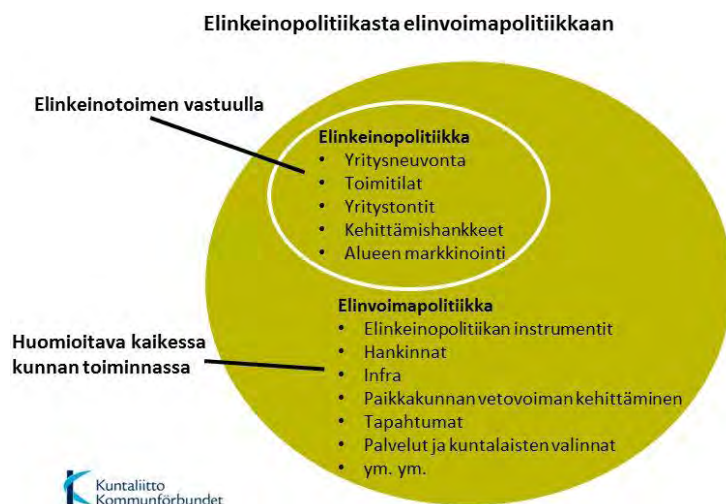 Elinkeinopolitiikasta elinvoimapolitiikkaan
Elinkeinotoimen vastuulla
Elinkeinopolitiikka
• Yritysneuvonta
• Toimitilat
• Yritystontit
• Kehittämishankkeet
• Alueen markkinointi
Elinvoimapolitiikka
• Elinkeinopolitiikan instrumentit
• Hankinnat
• Infra
• Paikkakunnan vetovoiman kehittäminen
• Tapahtumat
• Palvelut ja kuntalaisten valinnat
• ym. ym.
Huomioitava kaikessa
kunnan toiminnassa
Kuntaliitto
Kommunförbundet